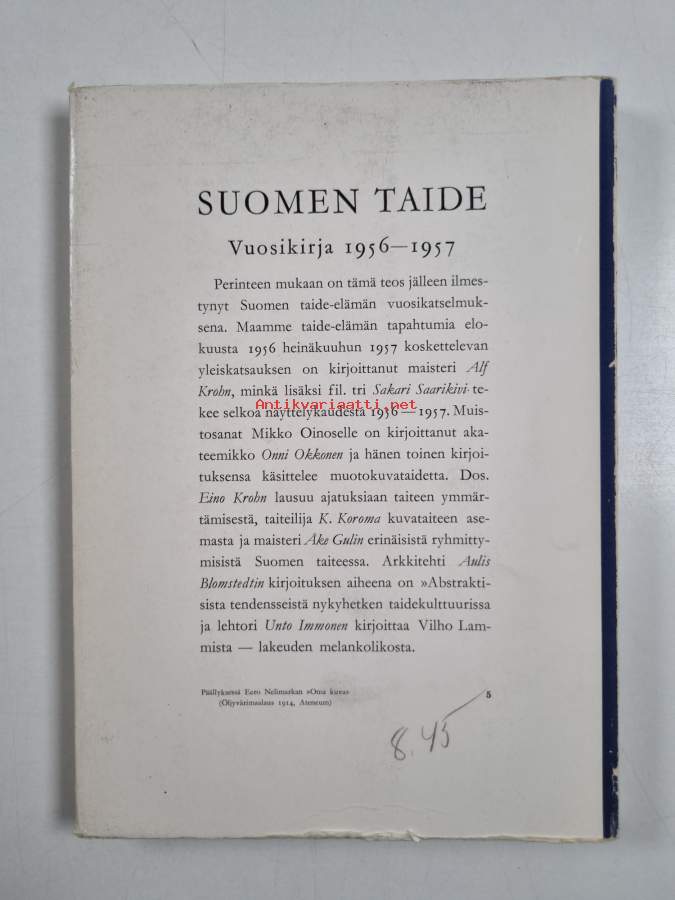 SUOMEN TAIDE
Vuosikirja 1956—1957
Perinteen mukaan on tämä teos jälleen ilmes-
tynyt Suomen taide-elämän vuosikatselmuk-
sena. Maamme taide-elämän tapahtumia elo-
kuusta 1956 heinäkuuhun 1957 koskettelevan
yleiskatsauksen on kirjoittanut maisteri Alf
Krohn, minkä lisäksi fil. tri Sakari Saarikivi te-
Antikvariaatti.net
kee selkoa näyttelykaudesta 1956—1957. Muis-
tosanat Mikko Oinoselle on kirjoittanut aka-
teemikko Onni Okkonen ja hänen toinen kirjoi-
tuksensa käsittelee muotokuvataidetta. Dos.
Eino Krohn lausuu ajatuksiaan taiteen ymmär-
tämisestä, taiteilija K. Koroma kuvataiteen ase-
masta ja maisteri Åke Gulin erinäisistä ryhmitty-
misistä Suomen taiteessa. Arkkitehti Aulis
Blomstedtin kirjoituksen aiheena on »Abstrakti-
sista tendensseistä nykyhetken taidekulttuurissa
ja lehtori Unto Immonen kirjoittaa Vilho Lam-
mista — lakeuden melankolikosta.
Päällyksessä Eero Nelimarkan »Oma kuva»
(Öljyvärimaalaus 1914, Ateneum)
5
8.45